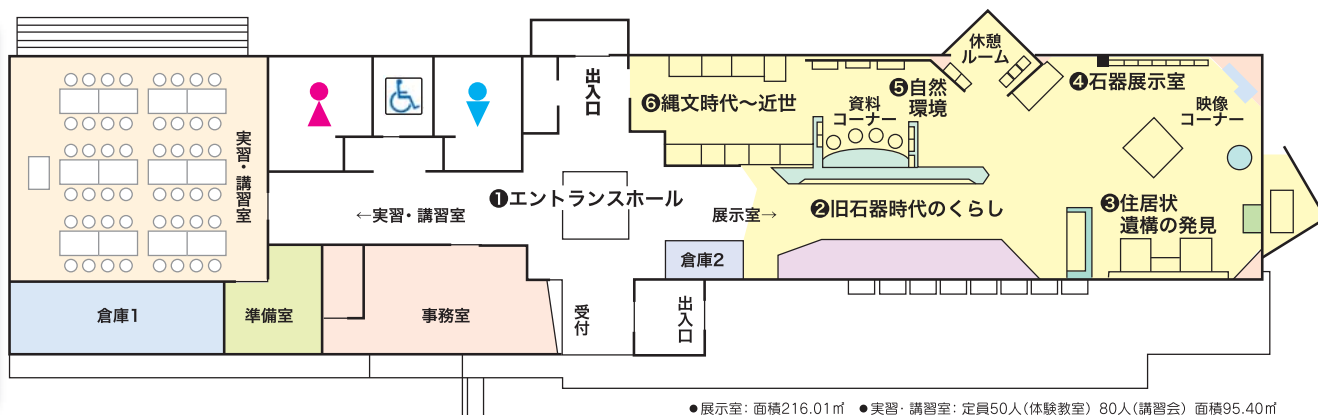 出入口
休憩
ルーム
❹石器展示室
❺自然
環境
❻縄文時代〜近世
資料
コーナー
映像
コーナー
実習・講習室
❶エントランスホール
←実習・講習室
展示室→
❷旧石器時代のくらし
❸住居状
遺構の発見
倉庫2
倉庫1
準備室
事務室
受付
出入口
●展示室: 面積216.01㎡ ●実習・講習室: 定員50人(体験教室) 80人(講習会) 面積95.40㎡